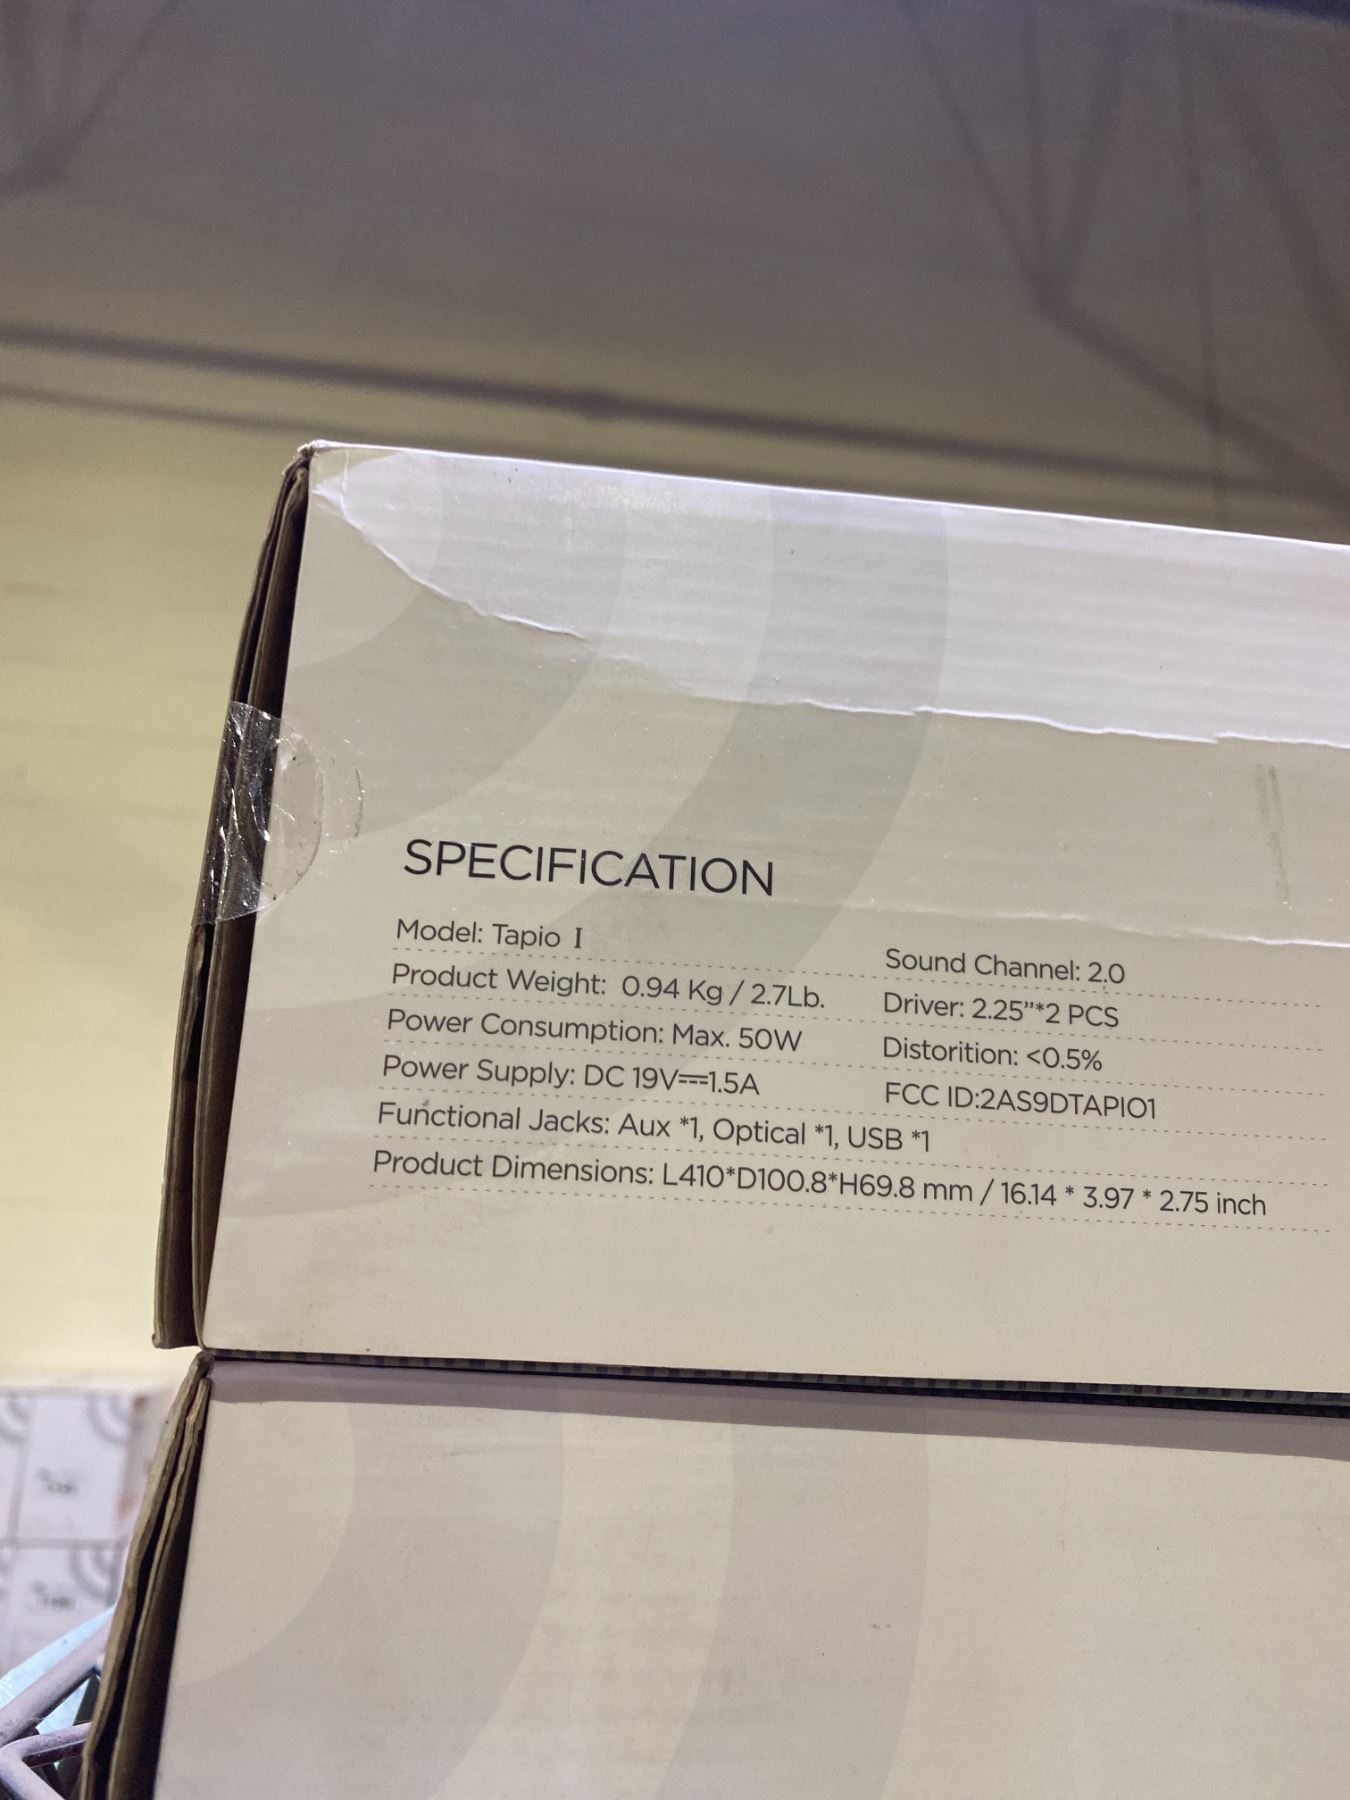 SPECIFICATION
Model: Tapio I
Product Weight: 0.94 Kg / 2.7Lb.
Power Consumption: Max. 50W
Power Supply: DC 19V⎓1.5A
Sound Channel: 2.0
Driver: 2.25”*2 PCS
Distorition: <0.5%
FCC ID:2AS9DTAPIO1
Functional Jacks: Aux *1, Optical *1, USB *1
Product Dimensions: L410*D100.8*H69.8 mm / 16.14 * 3.97 * 2.75 inch